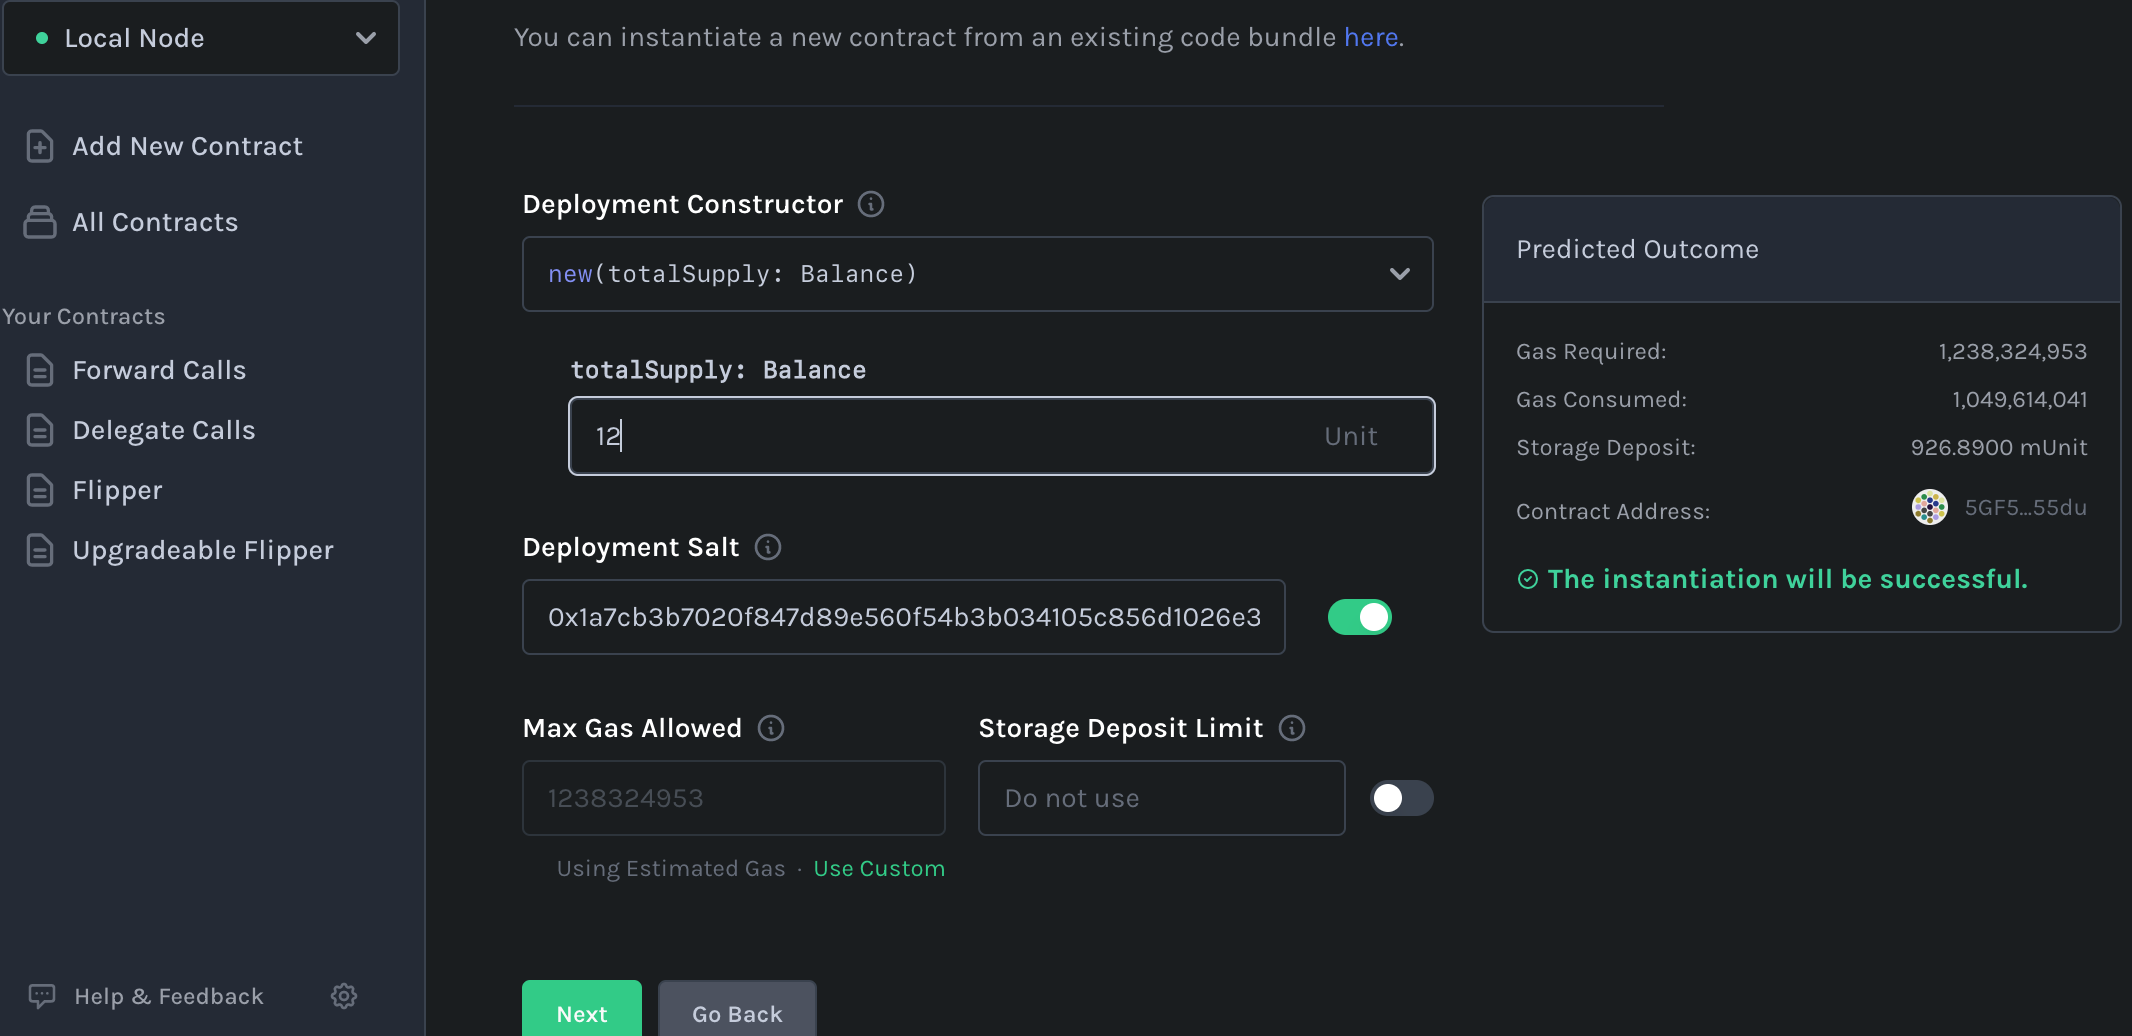 Local Node
Add New Contract
All Contracts
Your Contracts
Forward Calls
Delegate Calls
Flipper
Upgradeable Flipper
Help & Feedback
You can instantiate a new contract from an existing code bundle here.
Deployment Constructor
new(totalSupply: Balance)
totalSupply: Balance
12 Unit
Deployment Salt
0x1a7cb3b7020f847d89e560f54b3b034105c856d1026e3
Max Gas Allowed
1238324953
Using Estimated Gas · Use Custom
Storage Deposit Limit
Do not use
Next
Go Back
Predicted Outcome
Gas Required: 1,238,324,953
Gas Consumed: 1,049,614,041
Storage Deposit: 926.8900 mUnit
Contract Address: 5GF5...55du
The instantiation will be successful.